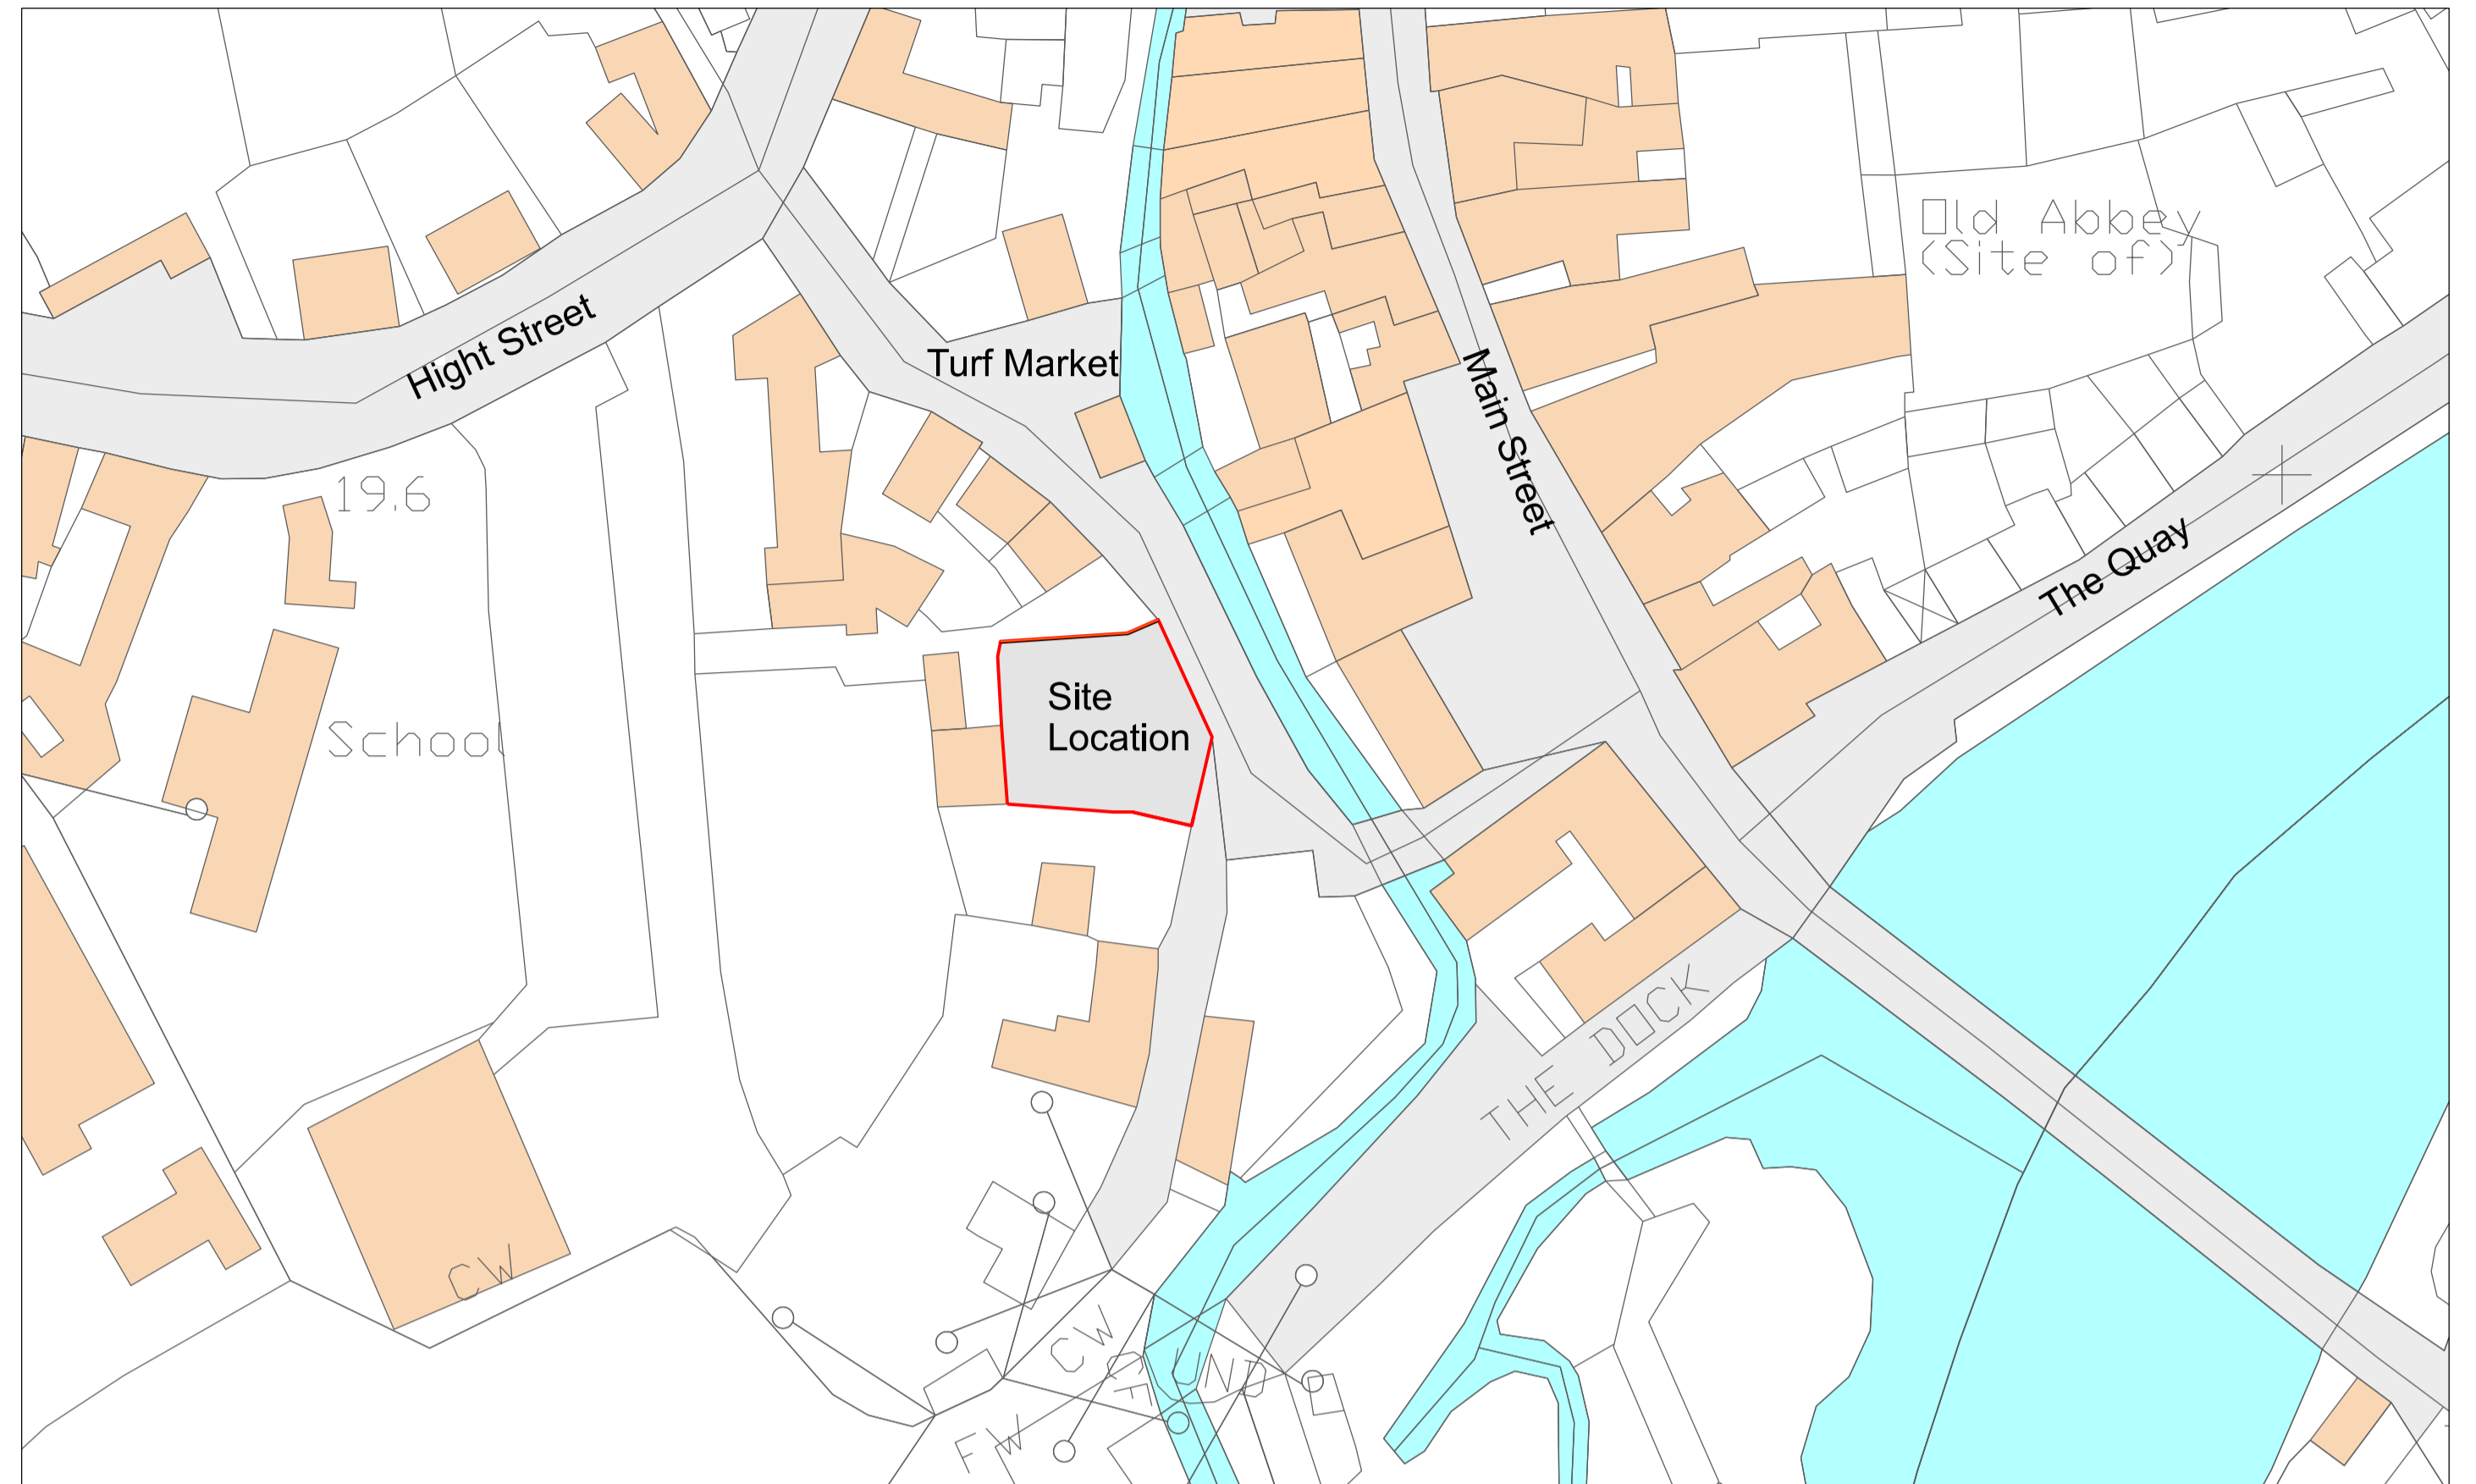 Old Abbey
(Site of)
Hight Street
Turf Market
Main Street
19.6
The Quay
Site
Location
School
THE DOCK
CW
CW
FW